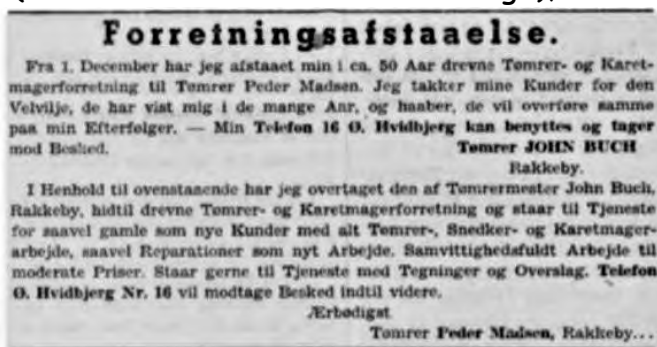 Forretningsafstaaelse.
Fra 1. December har jeg afstaaet min i ca. 50 Aar drevne Tømrer- og Karet-
magerforretning til Tømrer Peder Madsen. Jeg takker mine Kunder for den
Velvilje, de har vist mig i de mange Aar, og haaber, de vil overføre samme
paa min Efterfølger. — Min Telefon 16 Ø. Hvidbjerg kan benyttes og tager
mod Besked. Tømrer JOHN BUCH
Rakkeby.
I Henhold til ovenstaaende har jeg overtaget den af Tømrermester John Buch,
Rakkeby, hidtil drevne Tømrer- og Karetmagerforretning og staar til Tjeneste
for saavel gamle som nye Kunder med alt Tømrer-, Snedker- og Karetmager-
arbejde, saavel Reparationer som nyt Arbejde. Samvittighedsfuldt Arbejde til
moderate Priser. Staar gerne til Tjeneste med Tegninger og Overslag. Telefon
Ø. Hvidbjerg Nr. 16 vil modtage Besked indtil videre.
Ærbødigst
Tømrer Peder Madsen, Rakkeby...